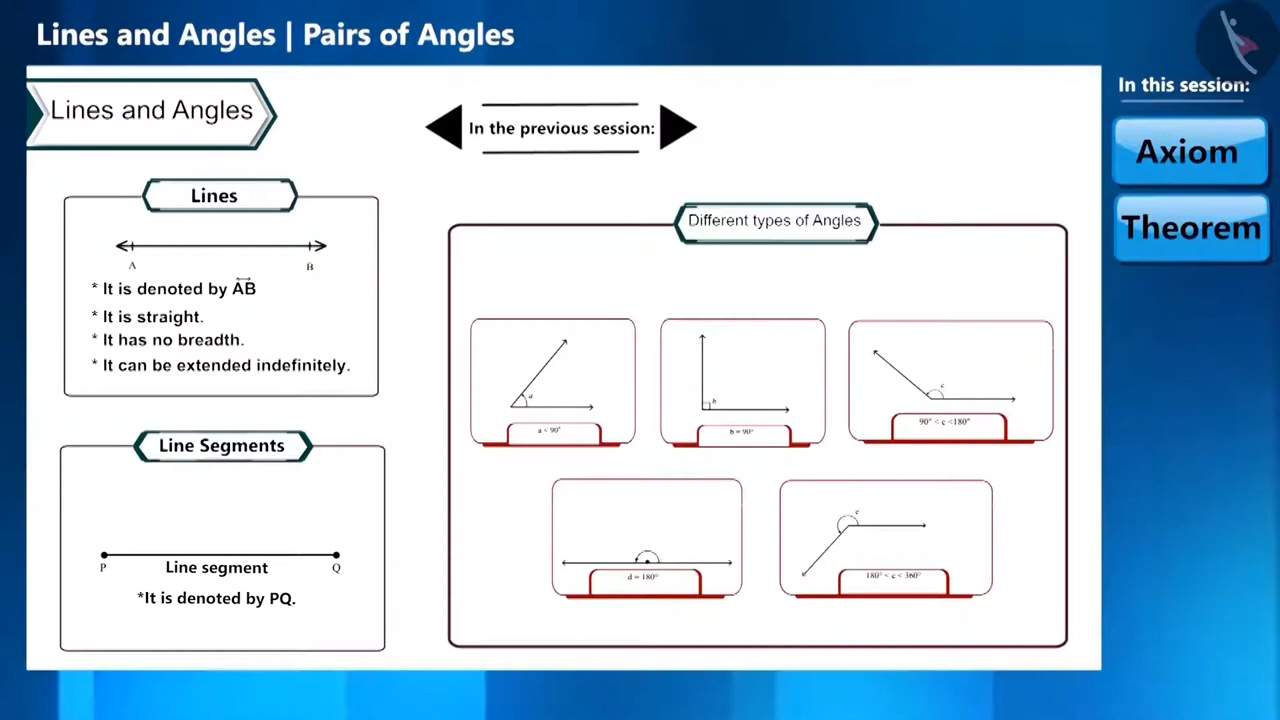 Lines and Angles | Pairs of Angles
In this session:
Axiom
Theorem
Lines and Angles
In the previous session:
Lines
A B
* It is denoted by AB
* It is straight.
* It has no breadth.
* It can be extended indefinitely.
Line Segments
P Q
Line segment
*It is denoted by PQ.
Different types of Angles
a
a < 90°
b
b = 90°
c
90° < c <180°
d = 180°
e
180° < e < 360°